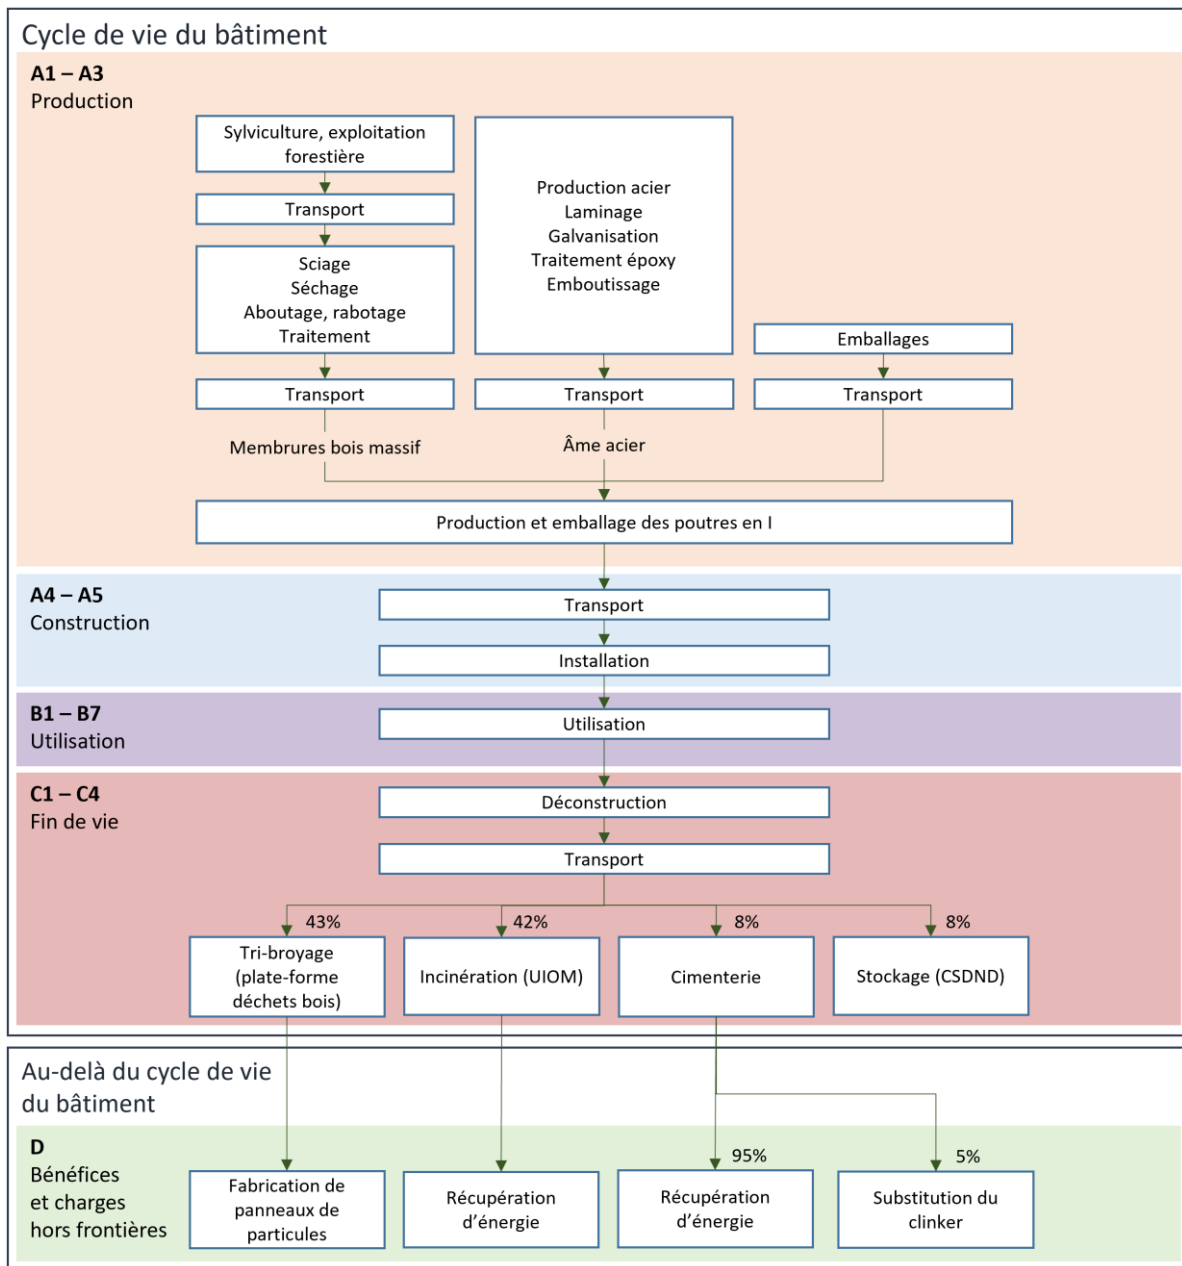 Cycle de vie du bâtiment
A1 – A3
Production
Sylviculture, exploitation
forestière
Transport
Sciage
Séchage
Aboutage, rabotage
Traitement
Transport
Membrures bois massif
Production acier
Laminage
Galvanisation
Traitement époxy
Emboutissage
Transport
Âme acier
Emballages
Transport
Production et emballage des poutres en I
A4 – A5
Construction
Transport
Installation
B1 – B7
Utilisation
Utilisation
C1 – C4
Fin de vie
Déconstruction
Transport
43%
42%
8%
8%
Tri-broyage
(plate-forme
déchets bois)
Incinération (UIOM)
Cimenterie
Stockage (CSDND)
Au-delà du cycle de vie
du bâtiment
D
Bénéfices
et charges
hors frontières
95%
5%
Fabrication de
panneaux de
particules
Récupération
d’énergie
Récupération
d’énergie
Substitution du
clinker